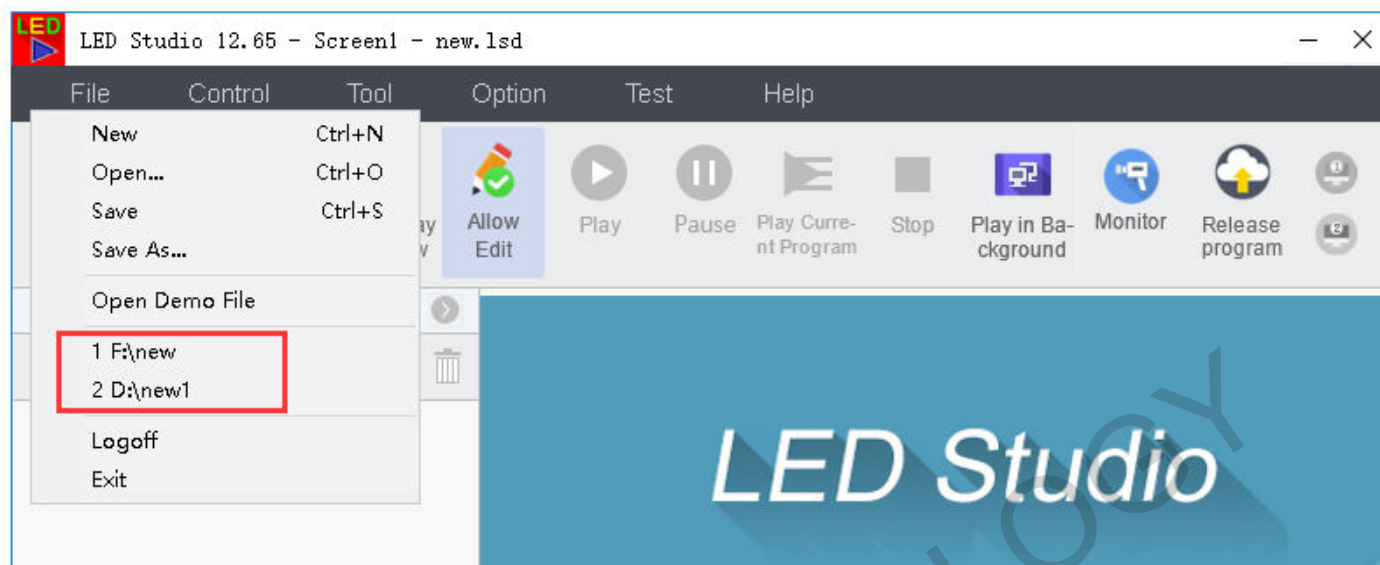 LED
LED Studio 12.65 - Screen1 - new.lsd
File Control Tool Option Test Help
New Ctrl+N
Open... Ctrl+O
Save Ctrl+S
Save As...
Open Demo File
1 F:\new
2 D:\new1
Logoff
Exit
Allow
Edit
Play
Pause
Play Curre-
nt Program
Stop
Play in Ba-
ckground
Monitor
Release
program
1
2
LED Studio